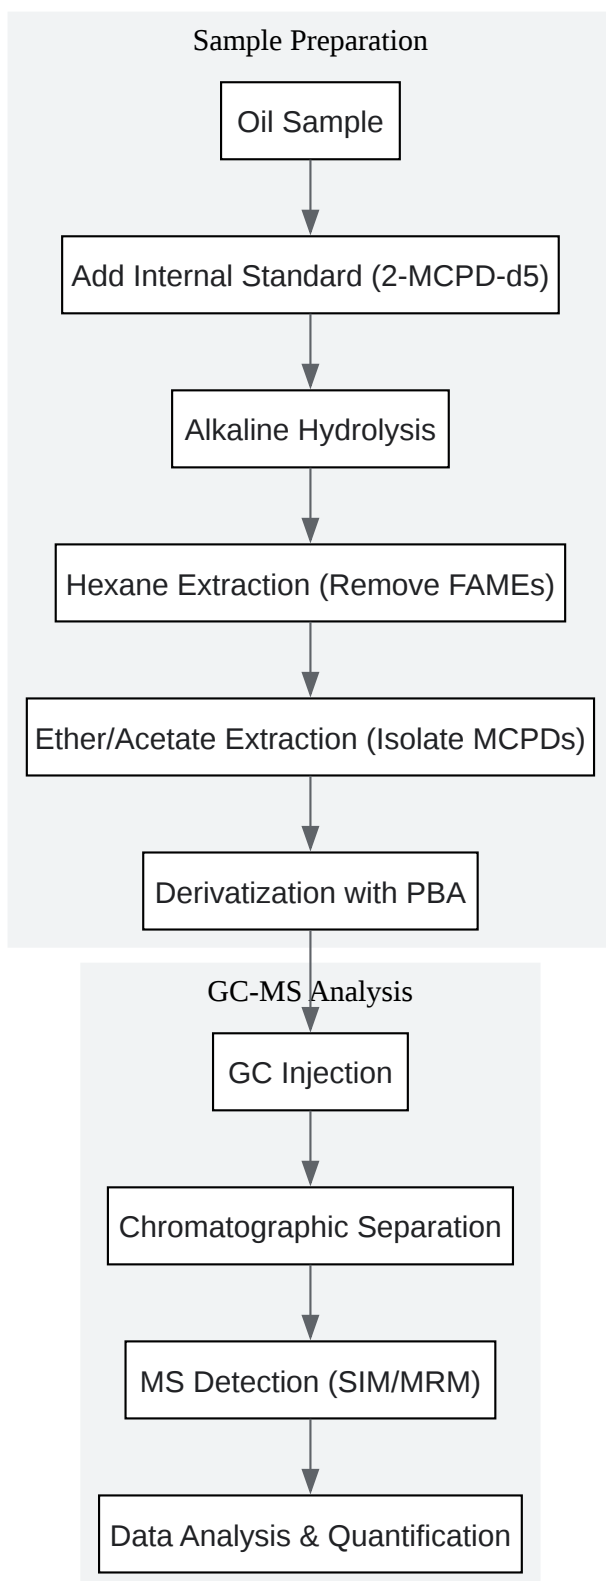 Sample Preparation
Oil Sample
Add Internal Standard (2-MCPD-d5)
Alkaline Hydrolysis
Hexane Extraction (Remove FAMEs)
Ether/Acetate Extraction (Isolate MCPDs)
Derivatization with PBA
GC-MS Analysis
GC Injection
Chromatographic Separation
MS Detection (SIM/MRM)
Data Analysis & Quantification